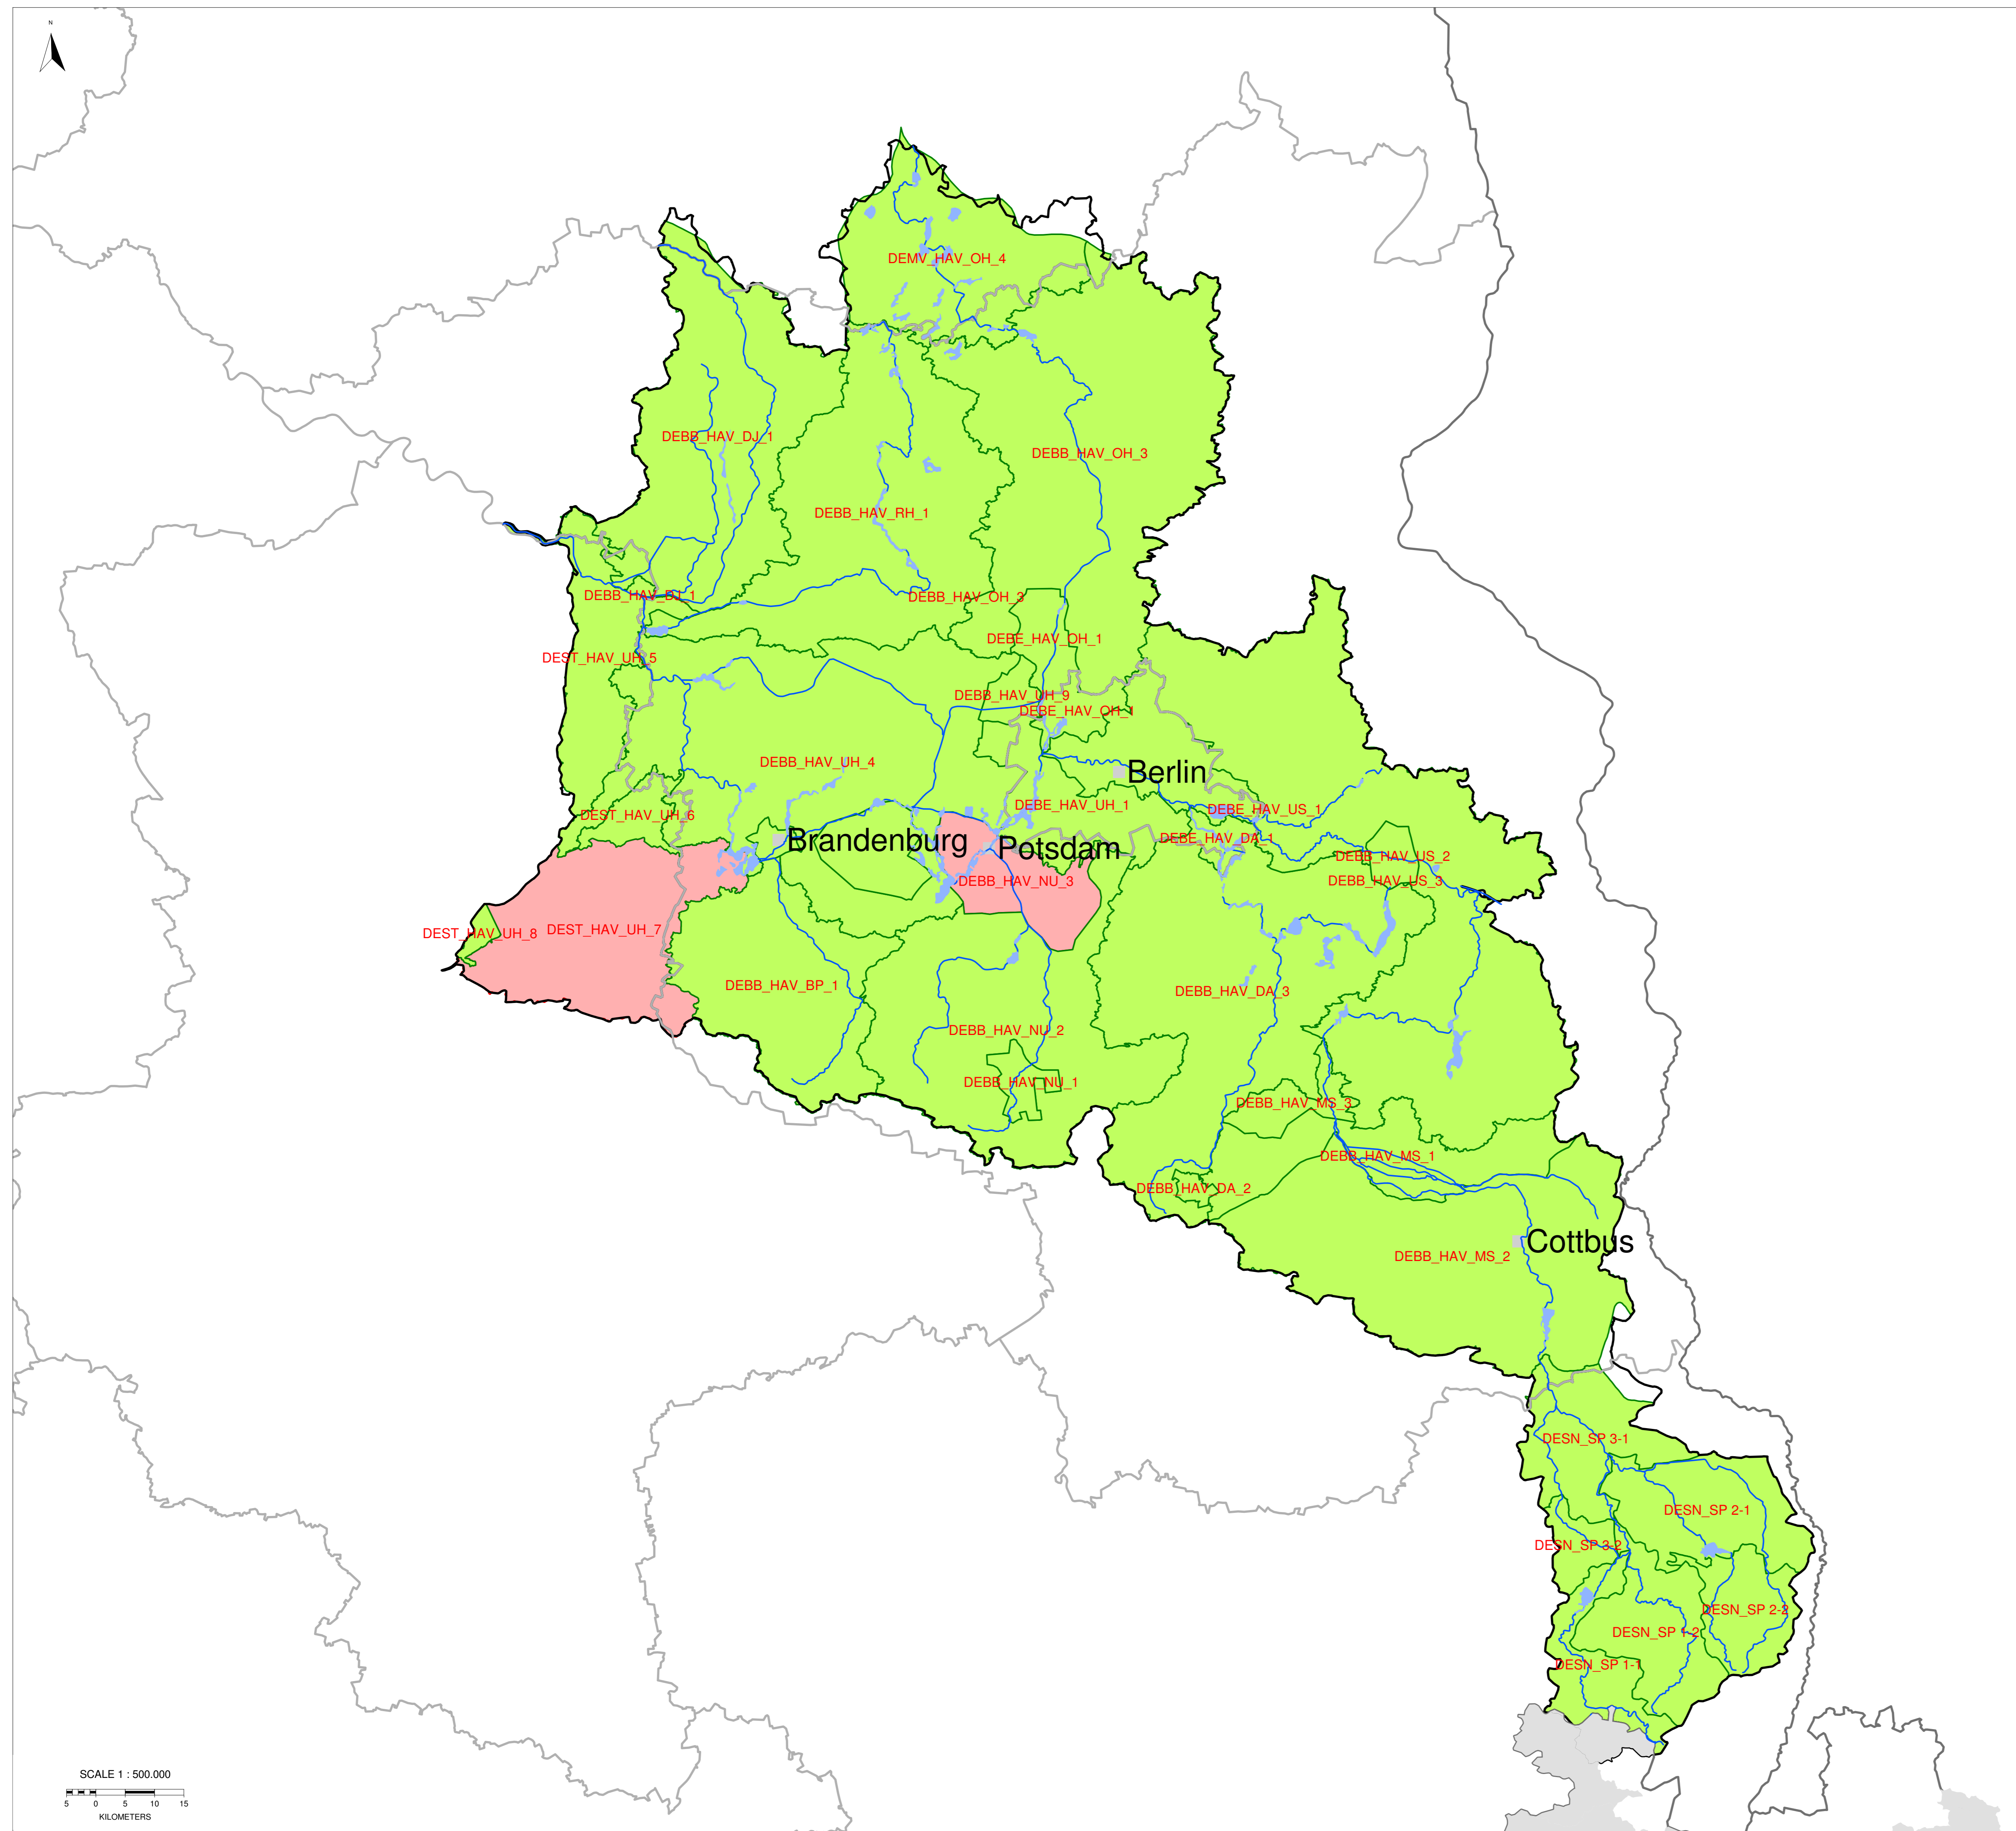 N
DEMV_HAV_OH_4
DEBB_HAV_DJ_1
DEBB_HAV_OH_3
DEBB_HAV_RH_1
DEBB_HAV_DJ_1
DEBB_HAV_OH_3
DEBE_HAV_OH_1
DEST_HAV_UH_5
DEBB_HAV_UH_9
DEBE_HAV_OH_1
DEBB_HAV_UH_4
Berlin
DEST_HAV_UH_6
DEBE_HAV_UH_1
DEBE_HAV_US_1
Brandenburg
Potsdam
DEBE_HAV_DA_1
DEBB_HAV_US_2
DEBB_HAV_NU_3
DEBB_HAV_US_3
DEST_HAV_UH_8
DEST_HAV_UH_7
DEBB_HAV_BP_1
DEBB_HAV_DA_3
DEBB_HAV_NU_2
DEBB_HAV_NU_1
DEBB_HAV_MS_3
DEBB_HAV_MS_1
DEBB_HAV_DA_2
DEBB_HAV_MS_2
Cottbus
DESN_SP 3-1
DESN_SP 2-1
DESN_SP 3-2
DESN_SP 2-2
DESN_SP 1-2
DESN_SP 1-1
SCALE 1 : 500.000
5 0 5 10 15
KILOMETERS